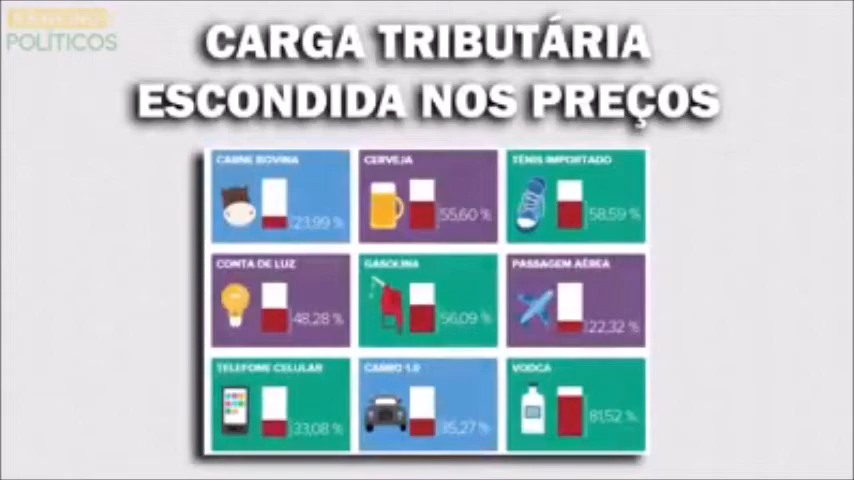 POLÍTICOS
CARGA TRIBUTÁRIA
ESCONDIDA NOS PREÇOS
CARNE BOVINA
23,99 %
CERVEJA
55,60 %
TÊNIS IMPORTADO
58,59 %
CONTA DE LUZ
48,28 %
GASOLINA
56,09 %
PASSAGEM AÉREA
22,32 %
TELEFONE CELULAR
33,08 %
CARRO 1.0
35,27 %
VODCA
81,52 %